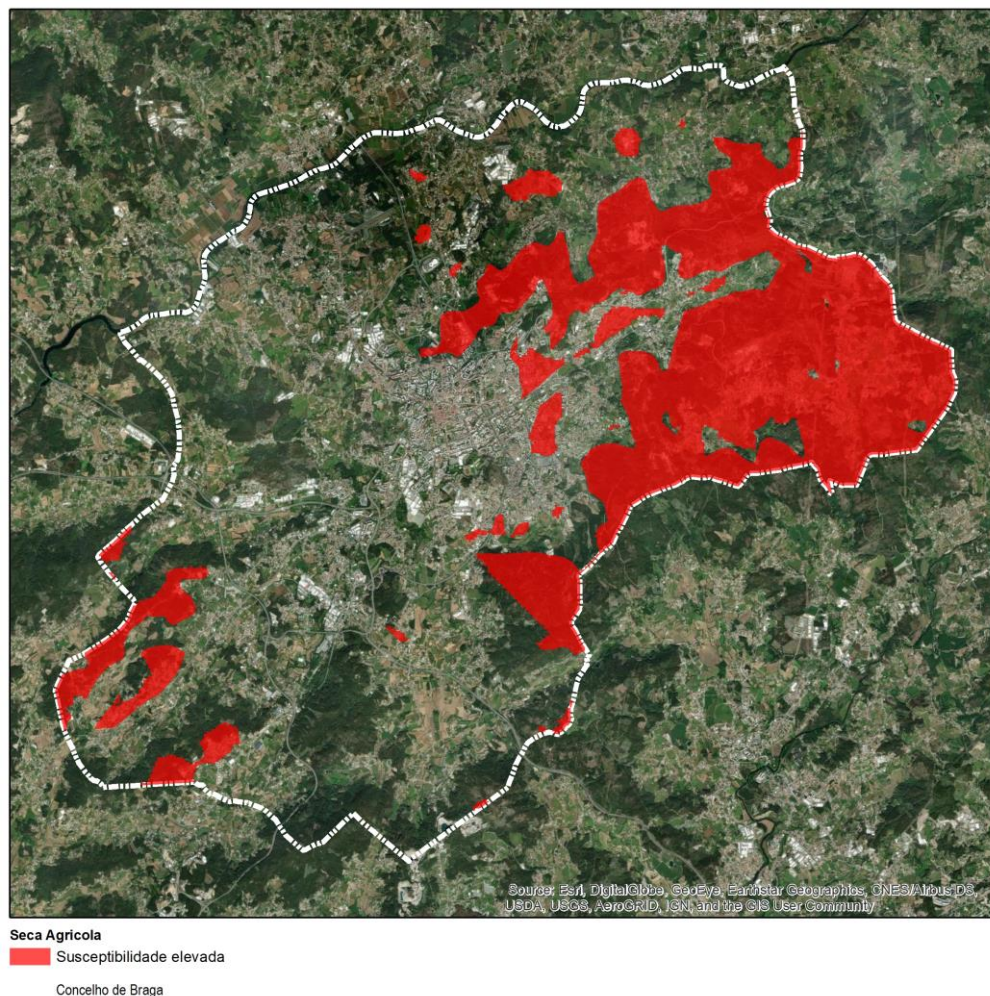 Source: Esri, DigitalGlobe, GeoEye, Earthstar Geographics, CNES/Airbus DS,
USDA, USGS, AeroGRID, IGN, and the GIS User Community
Seca Agrícola
Susceptibilidade elevada
Concelho de Braga